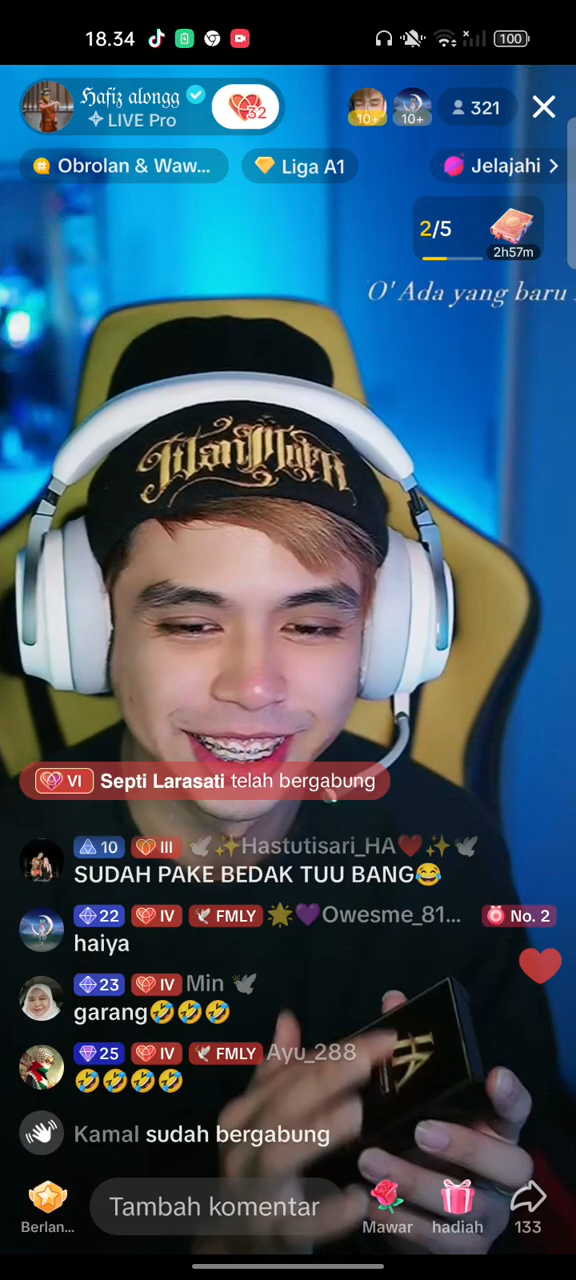 18.34
100
Hafiz alongg
LIVE Pro
32
10+
10+
321
Obrolan & Waw...
Liga A1
Jelajahi
2/5
2h57m
O' Ada yang baru
VI Septi Larasati telah bergabung
10 III 🕊️✨Hastutisari_HA❤️✨🕊️
SUDAH PAKE BEDAK TUU BANG😂
22 IV FMLY 🌟💜Owesme_81... No. 2
haiya
23 IV Min 🕊️
garang🤣🤣🤣
25 IV FMLY Ayu_288
🤣🤣🤣🤣
Kamal sudah bergabung
HA
Tambah komentar
Berlan...
Mawar
hadiah
133